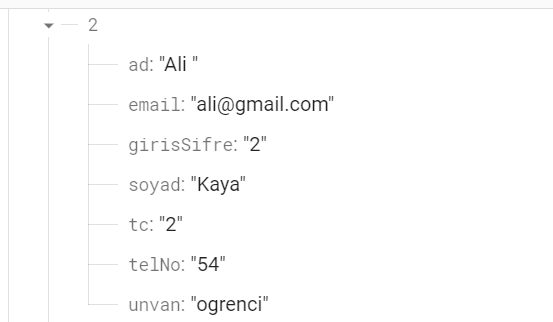 2
ad: "Ali "
email: "ali@gmail.com"
girisSifre: "2"
soyad: "Kaya"
tc: "2"
telNo: "54"
unvan: "ogrenci"